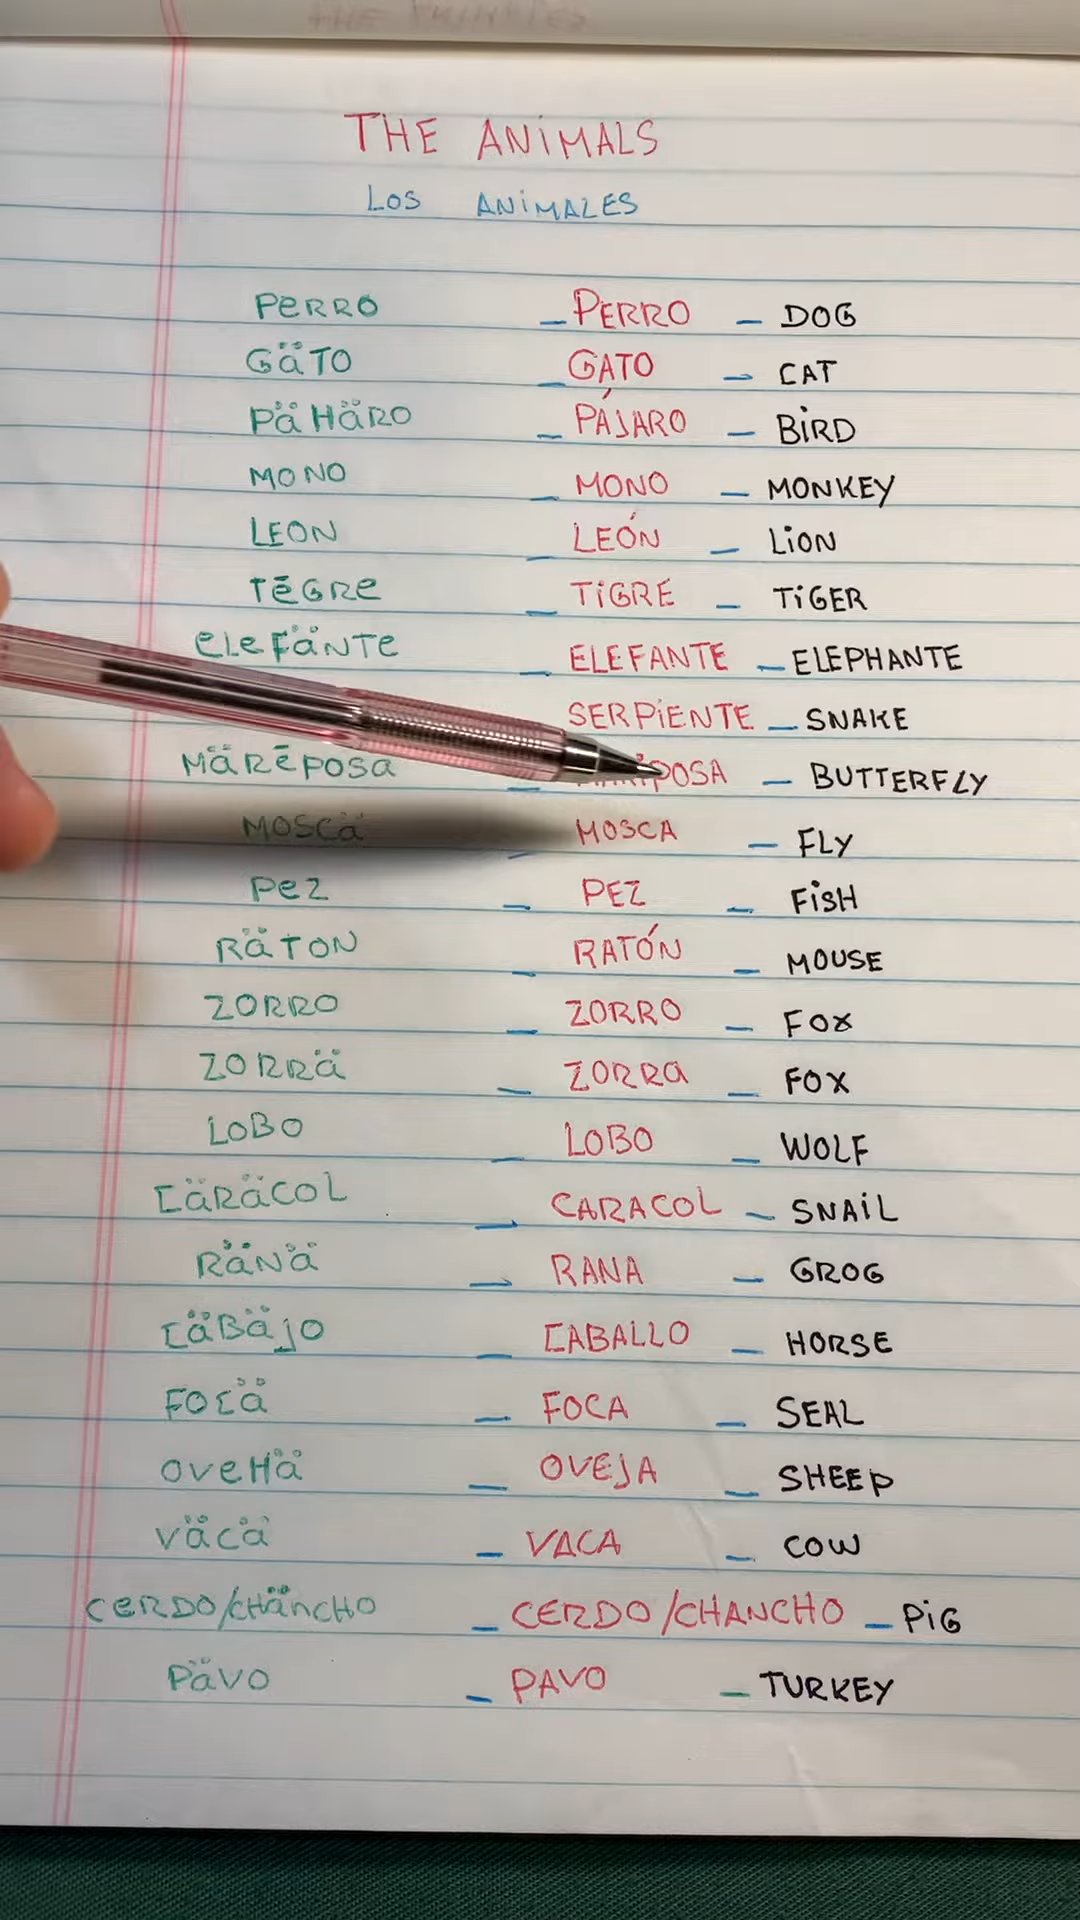 THE ANiMALS
LOS ANiMALES
PeRRO – PERRO – DOG
GäTO – GATO – CAT
PäHäRO – PÁJARO – BiRD
MONO – MONO – MONKEY
LEON – LEÓN – LiON
TēGRe – TiGRE – TiGER
eLeFäNTe – ELEFANTE – ELEPHANTE
SERPiENTE – SNAKE
MäRēPOSa – BUTTERFLY
MOSCä – MOSCA – FLY
PeZ – PEZ – FiSH
RäTON – RATÓN – MOUSE
ZORRO – ZORRO – FOX
ZORRä – ZORRa – FOX
LOBO – LOBO – WOLF
CäRäCOL – CARACOL – SNAiL
RäNä – RANA – GROG
CäBäjO – CABALLO – HORSE
FOCä – FOCA – SEAL
OVeHä – OVEJA – SHEEP
VäCä – VACA – COW
CeRDO/CHäNCHO – CERDO/CHANCHO – PiG
PäVO – PAVO – TURKEY